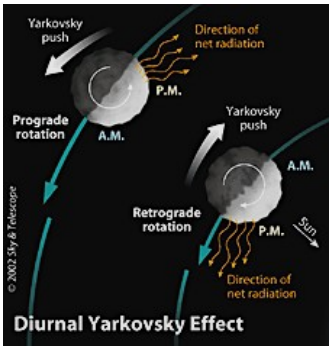 Yarkovsky
push
Direction of
net radiation
P.M.
Prograde
rotation
A.M.
Yarkovsky
push
A.M.
Retrograde
rotation
P.M.
Sun
Direction of
net radiation
© 2002 Sky & Telescope
Diurnal Yarkovsky Effect